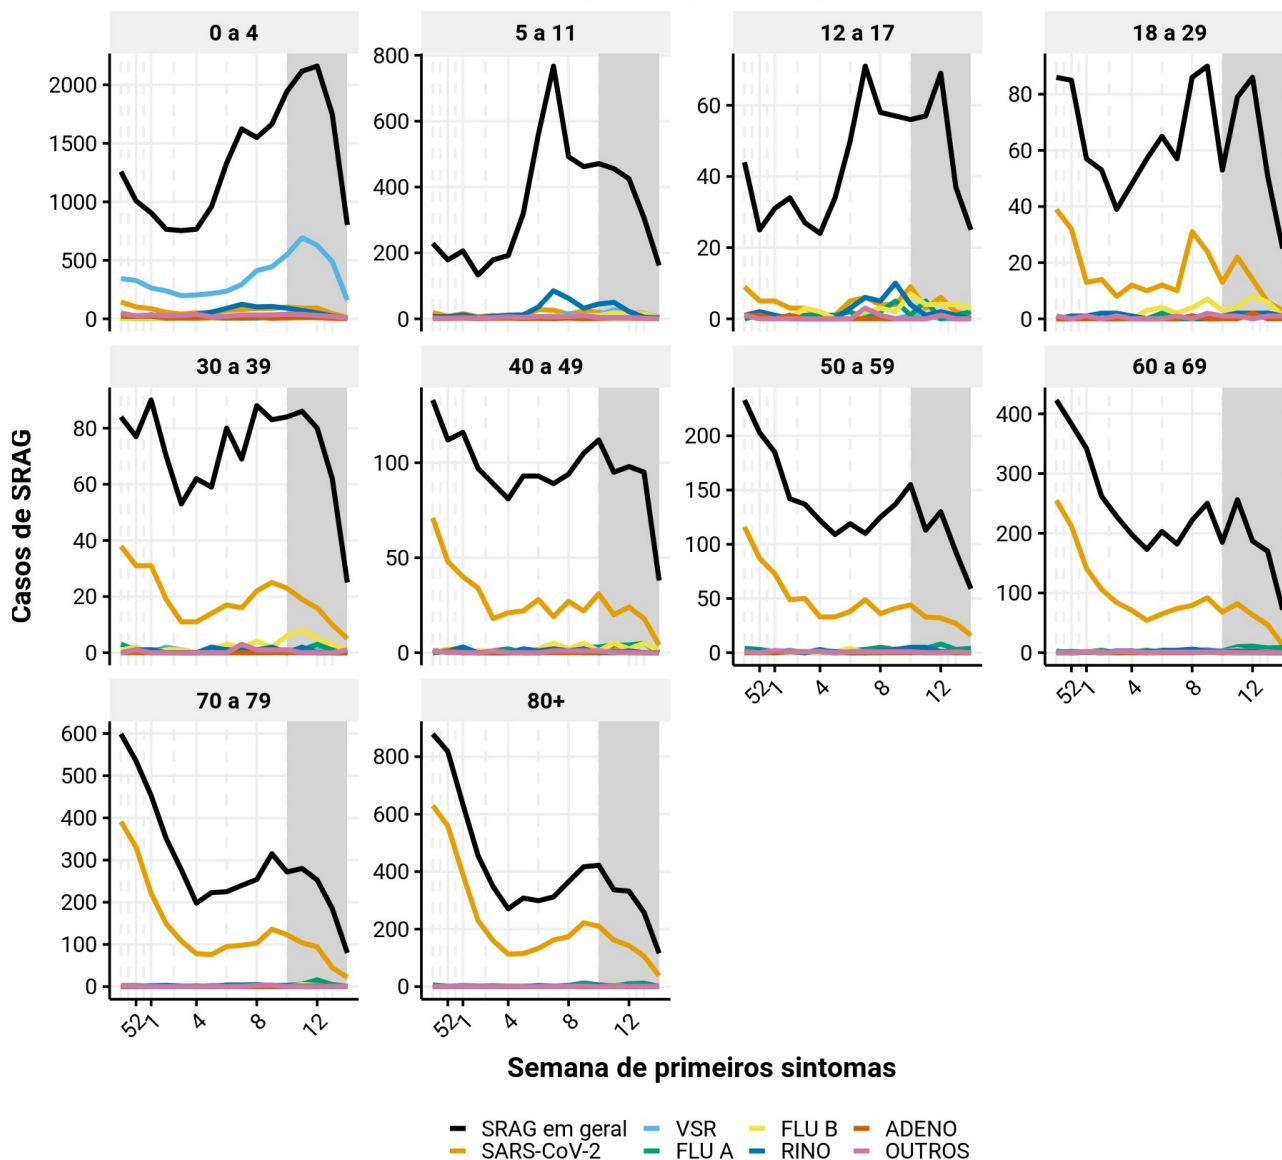 0 a 4
5 a 11
12 a 17
18 a 29
2000
1500
1000
500
0
800
600
400
200
0
60
40
20
0
80
60
40
20
0
30 a 39
40 a 49
50 a 59
60 a 69
80
60
40
20
0
100
50
0
200
150
100
50
0
400
300
200
100
0
52 1 4 8 12
52 1 4 8 12
70 a 79
80+
600
500
400
300
200
100
0
800
600
400
200
0
52 1 4 8 12
52 1 4 8 12
Casos de SRAG
Semana de primeiros sintomas
SRAG em geral VSR FLU B ADENO
SARS-CoV-2 FLU A RINO OUTROS